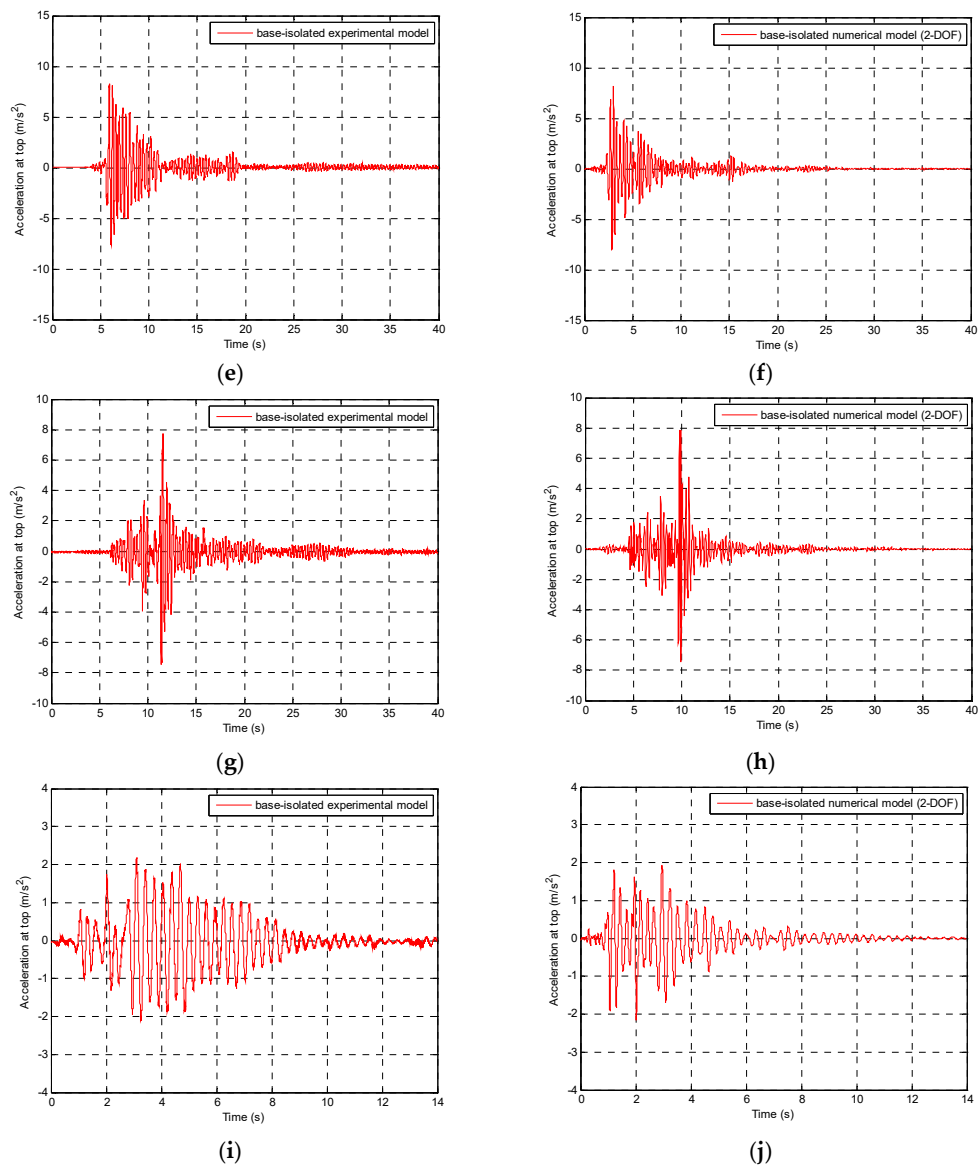 15
10
5
0
-5
-10
-15
Acceleration at top (m/s²)
base-isolated experimental model
0 5 10 15 20 25 30 35 40
Time (s)
(e)
15
10
5
0
-5
-10
-15
Acceleration at top (m/s²)
base-isolated numerical model (2-DOF)
0 5 10 15 20 25 30 35 40
Time (s)
(f)
10
8
6
4
2
0
-2
-4
-6
-8
-10
Acceleration at top (m/s²)
base-isolated experimental model
0 5 10 15 20 25 30 35 40
Time (s)
(g)
10
8
6
4
2
0
-2
-4
-6
-8
-10
Acceleration at tn op (m/s²)
base-isolated numerical model (2-DOF)
0 5 10 15 20 25 30 35 40
Time (s)
(h)
4
3
2
1
0
-1
-2
-3
-4
Acceleration at top (m/s²)
base-isolated experimental model
0 2 4 6 8 10 12 14
Time (s)
(i)
4
3
2
1
0
-1
-2
-3
-4
Acceleration at top (m/s²)
base-isolated numerical model (2-DOF)
0 2 4 6 8 10 12 14
Time (s)
(j)